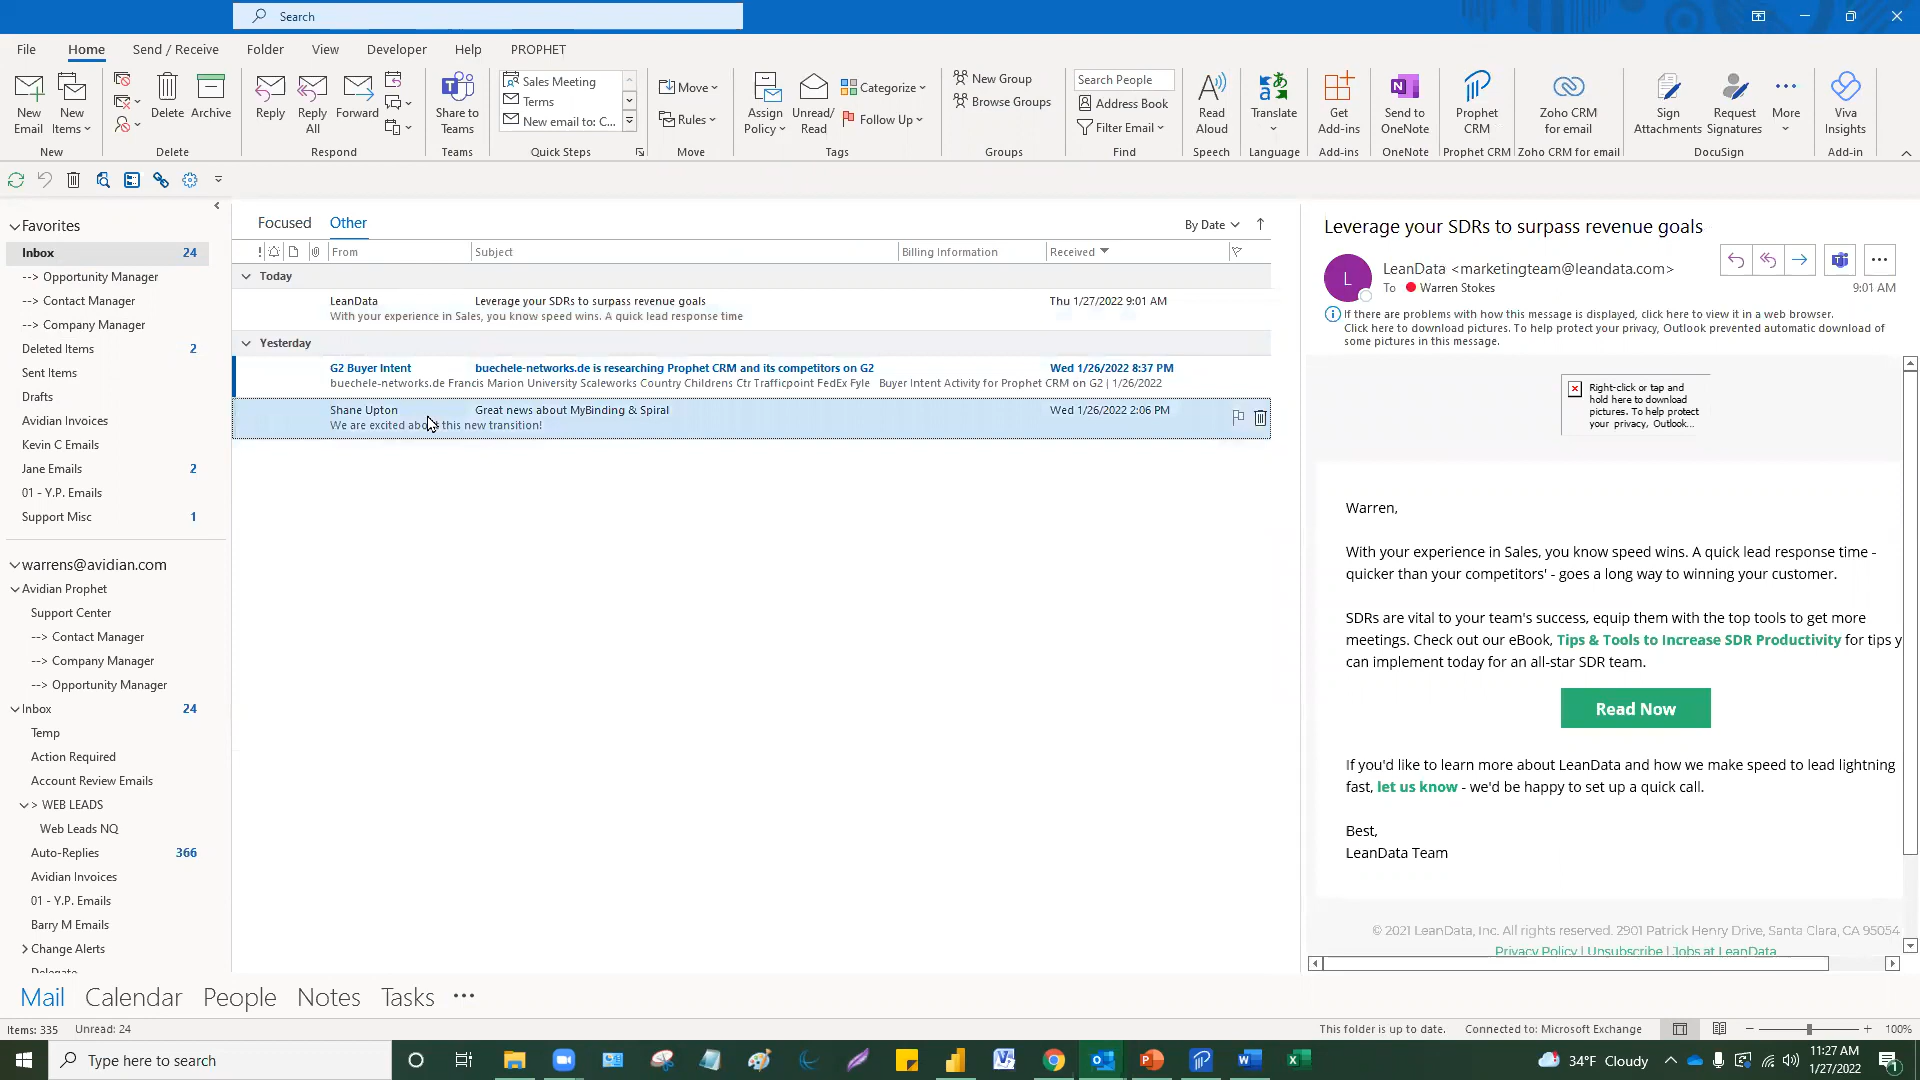 Search
File Home Send / Receive Folder View Developer Help PROPHET
New Email
New Items
Delete
Archive
Reply
Reply All
Forward
Share to Teams
Sales Meeting
Terms
New email to: C...
Move
Rules
Assign Policy
Unread/ Read
Categorize
Follow Up
New Group
Browse Groups
Search People
Address Book
Filter Email
Read Aloud
Translate
Get Add-ins
Send to OneNote
Prophet CRM
Zoho CRM for email
Sign Attachments
Request Signatures
More
Viva Insights
New Delete Respond Teams Quick Steps Move Tags Groups Find Speech Language Add-ins OneNote Prophet CRM Zoho CRM for email DocuSign Add-in
Favorites
Inbox 24
--> Opportunity Manager
--> Contact Manager
--> Company Manager
Deleted Items 2
Sent Items
Drafts
Avidian Invoices
Kevin C Emails
Jane Emails 2
01 - Y.P. Emails
Support Misc 1
warrens@avidian.com
Avidian Prophet
Support Center
--> Contact Manager
--> Company Manager
--> Opportunity Manager
Inbox 24
Temp
Action Required
Account Review Emails
> WEB LEADS
Web Leads NQ
Auto-Replies 366
Avidian Invoices
01 - Y.P. Emails
Barry M Emails
Change Alerts
Focused Other By Date
From Subject Billing Information Received
Today
LeanData Leverage your SDRs to surpass revenue goals Thu 1/27/2022 9:01 AM
With your experience in Sales, you know speed wins. A quick lead response time
Yesterday
G2 Buyer Intent buechele-networks.de is researching Prophet CRM and its competitors on G2 Wed 1/26/2022 8:37 PM
buechele-networks.de Francis Marion University Scaleworks Country Childrens Ctr Trafficpoint FedEx Fyle Buyer Intent Activity for Prophet CRM on G2 | 1/26/2022
Shane Upton Great news about MyBinding & Spiral Wed 1/26/2022 2:06 PM
We are excited about this new transition!
Leverage your SDRs to surpass revenue goals
L
LeanData <marketingteam@leandata.com>
To Warren Stokes 9:01 AM
If there are problems with how this message is displayed, click here to view it in a web browser.
Click here to download pictures. To help protect your privacy, Outlook prevented automatic download of
some pictures in this message.
Right-click or tap and
hold here to download
pictures. To help protect
your privacy, Outlook...
Warren,
With your experience in Sales, you know speed wins. A quick lead response time -
quicker than your competitors' - goes a long way to winning your customer.
SDRs are vital to your team's success, equip them with the top tools to get more
meetings. Check out our eBook, Tips & Tools to Increase SDR Productivity for tips y
can implement today for an all-star SDR team.
Read Now
If you'd like to learn more about LeanData and how we make speed to lead lightning
fast, let us know - we'd be happy to set up a quick call.
Best,
LeanData Team
© 2021 LeanData, Inc. All rights reserved. 2901 Patrick Henry Drive, Santa Clara, CA 95054
Privacy Policy | Unsubscribe | Jobs at LeanData
Mail Calendar People Notes Tasks
Items: 335 Unread: 24 This folder is up to date. Connected to: Microsoft Exchange 100%
Type here to search
34°F Cloudy
11:27 AM
1/27/2022
1